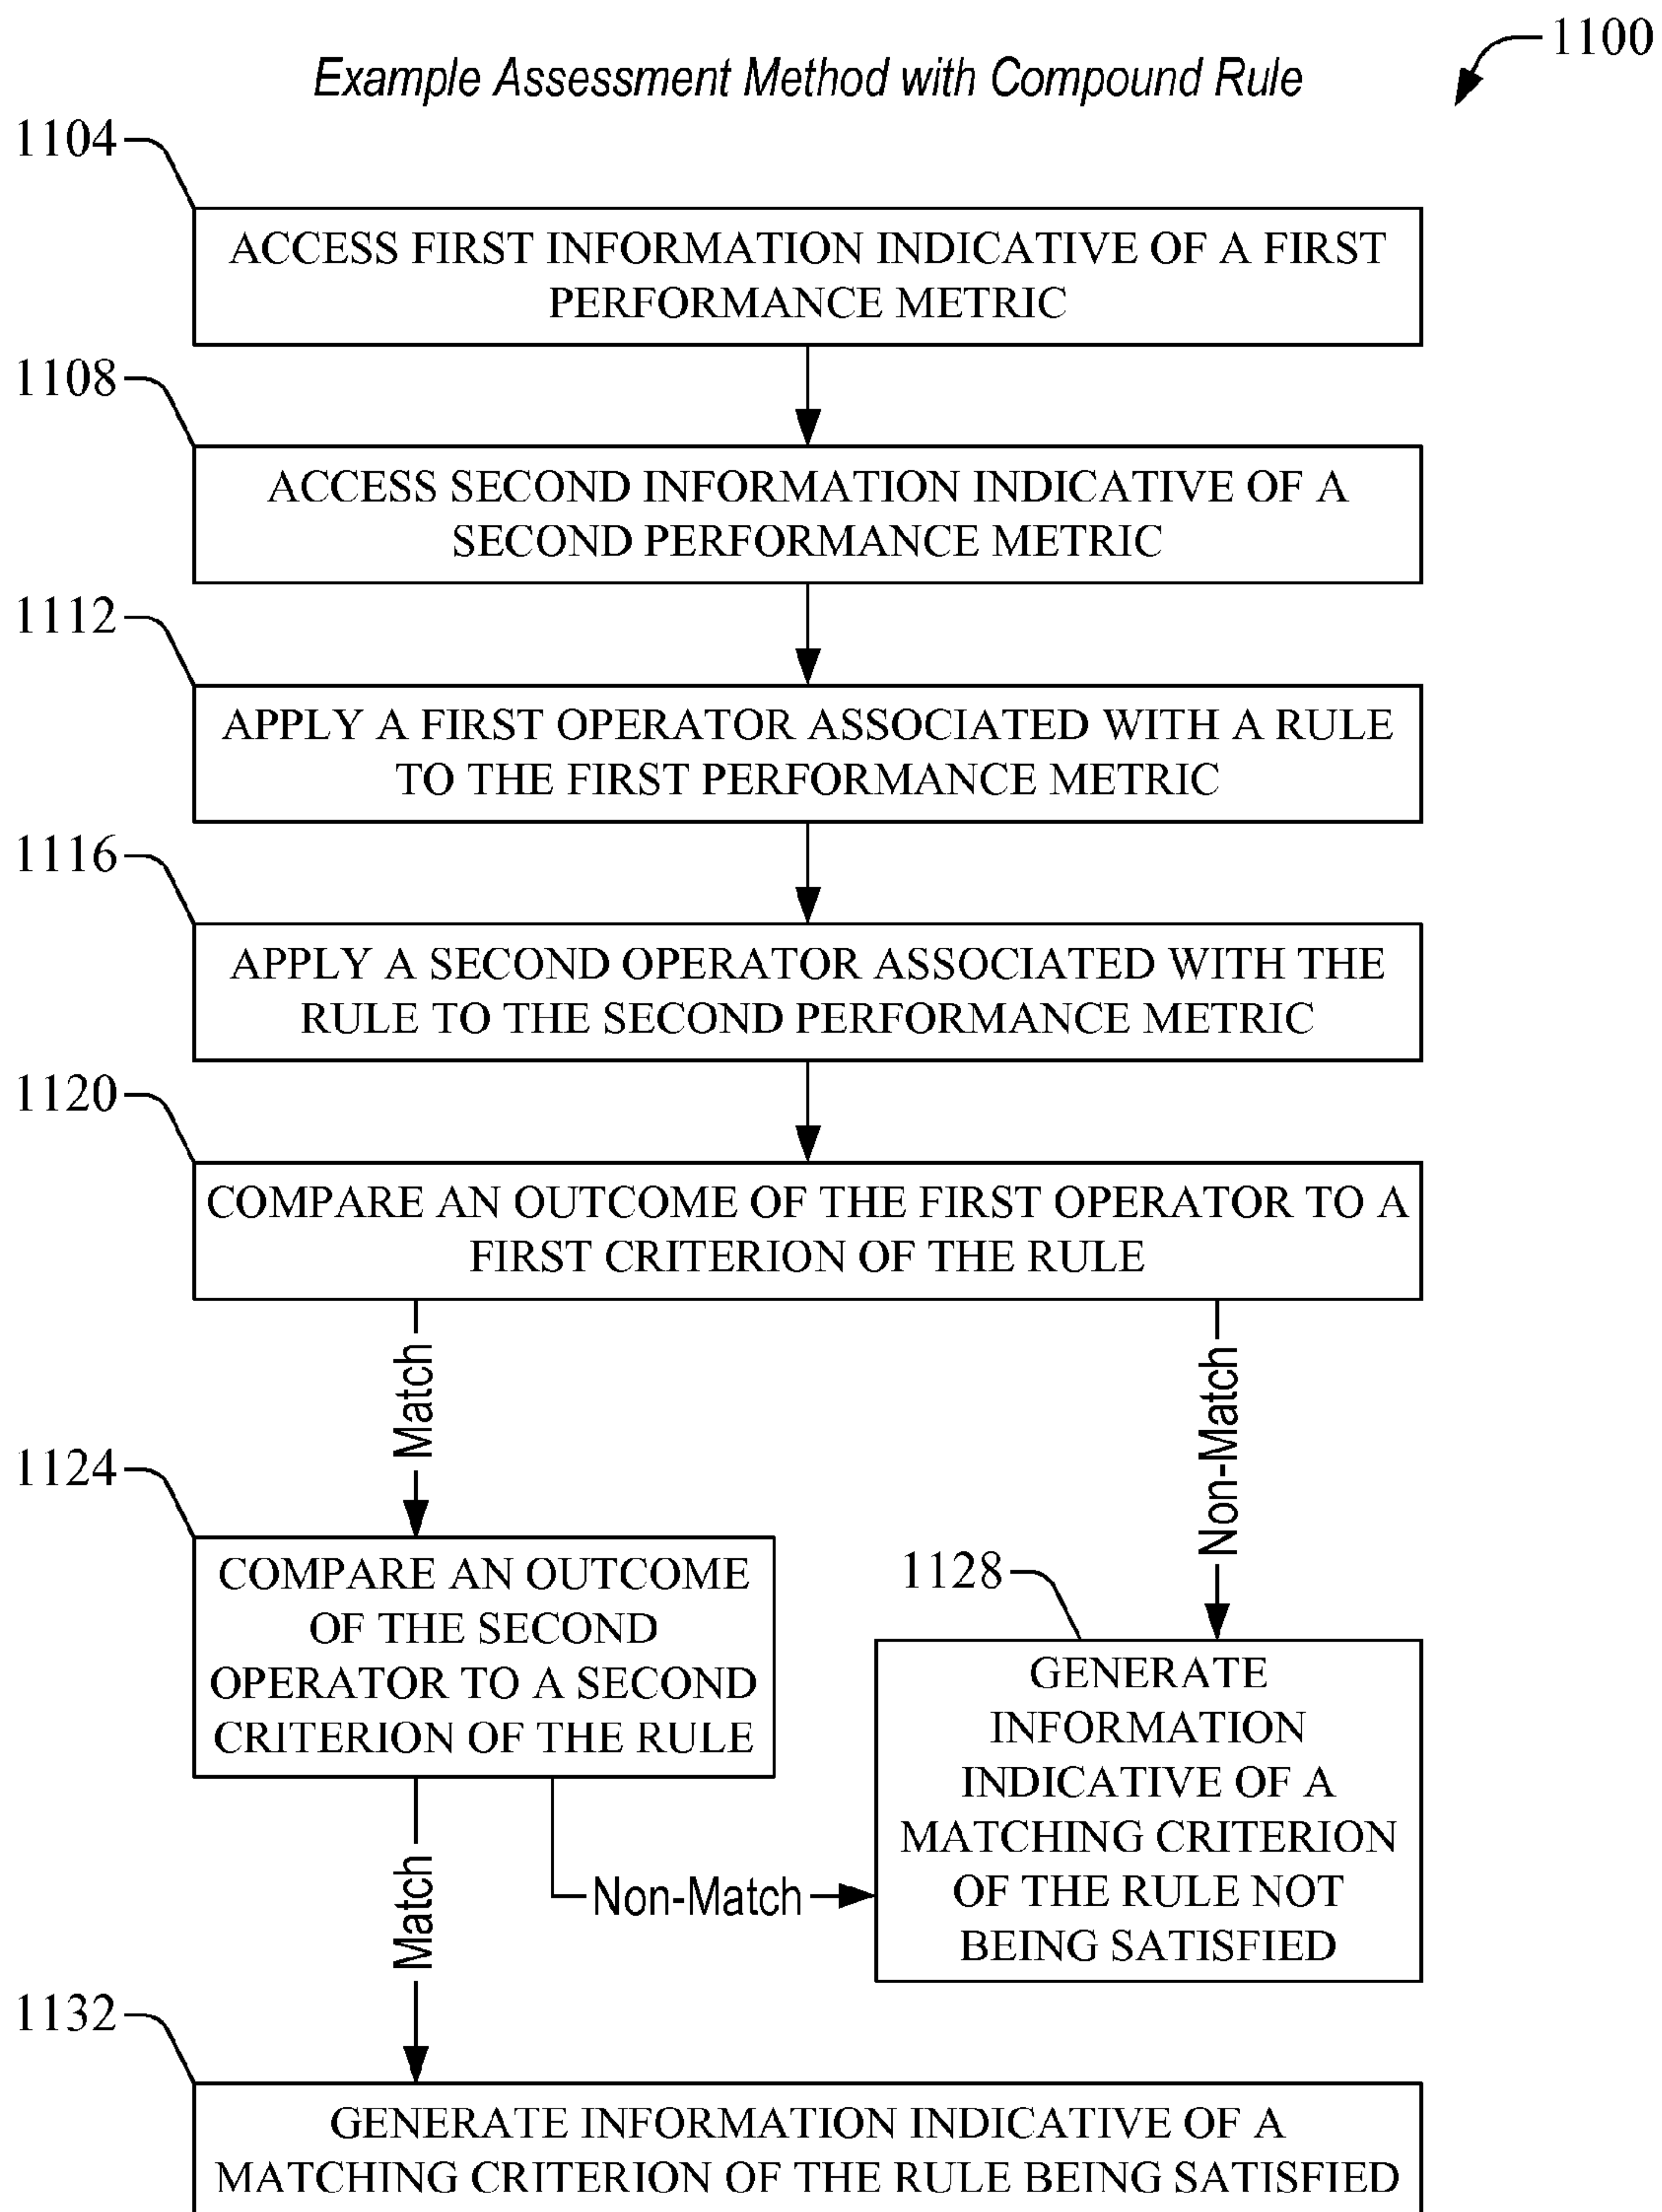 1100
Example Assessment Method with Compound Rule
1104
ACCESS FIRST INFORMATION INDICATIVE OF A FIRST
PERFORMANCE METRIC
1108
ACCESS SECOND INFORMATION INDICATIVE OF A
SECOND PERFORMANCE METRIC
1112
APPLY A FIRST OPERATOR ASSOCIATED WITH A RULE
TO THE FIRST PERFORMANCE METRIC
1116
APPLY A SECOND OPERATOR ASSOCIATED WITH THE
RULE TO THE SECOND PERFORMANCE METRIC
1120
COMPARE AN OUTCOME OF THE FIRST OPERATOR TO A
FIRST CRITERION OF THE RULE
Match
Non-Match
1124
COMPARE AN OUTCOME
OF THE SECOND
OPERATOR TO A SECOND
CRITERION OF THE RULE
1128
GENERATE
INFORMATION
INDICATIVE OF A
MATCHING CRITERION
OF THE RULE NOT
BEING SATISFIED
Match
Non-Match
1132
GENERATE INFORMATION INDICATIVE OF A
MATCHING CRITERION OF THE RULE BEING SATISFIED